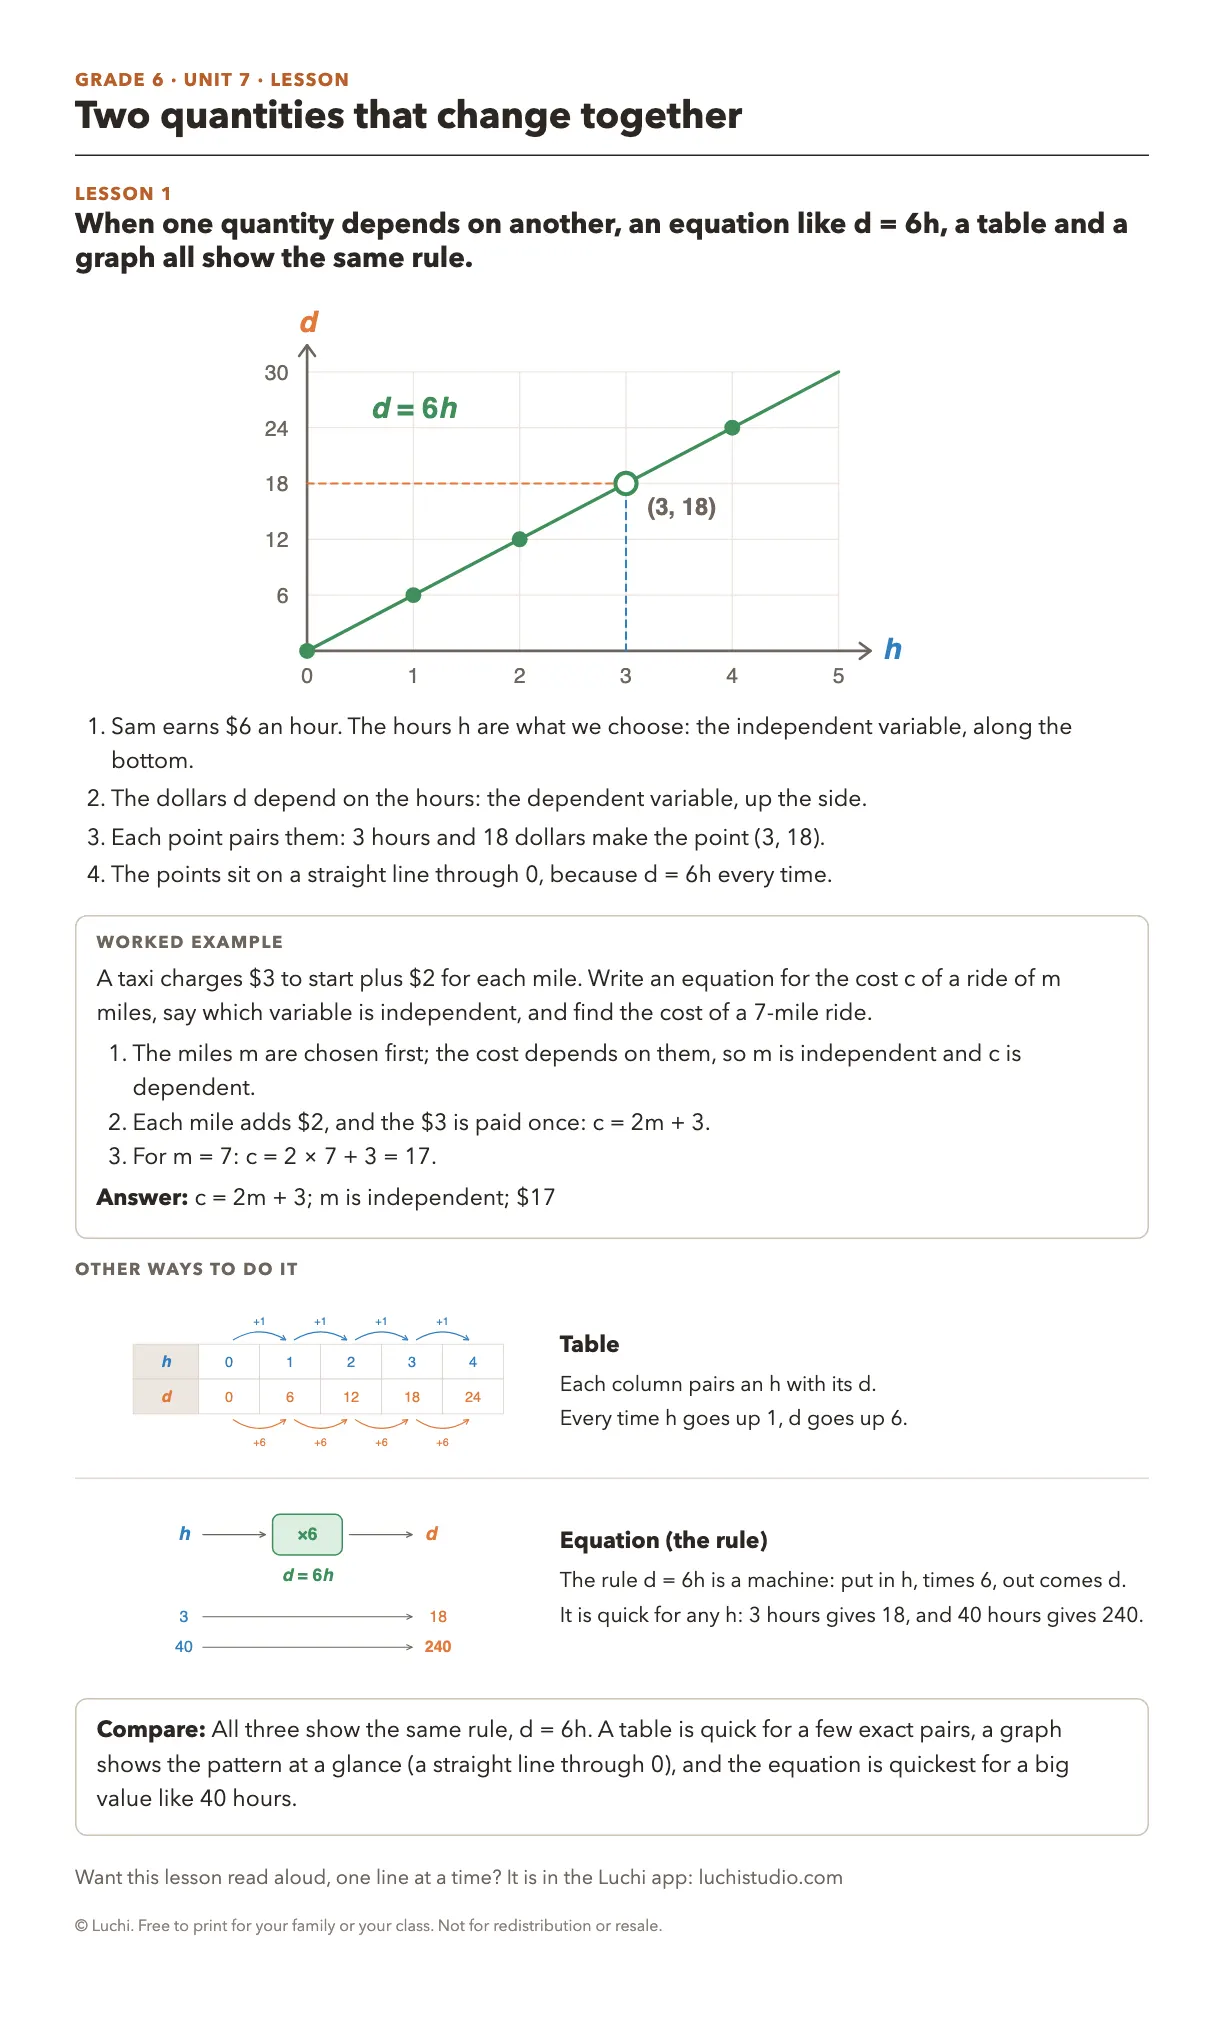 GRADE 6 · UNIT 7 · LESSON
Two quantities that change together
LESSON 1
When one quantity depends on another, an equation like d = 6h, a table and a
graph all show the same rule.
d
30
d = 6h
24
18
(3, 18)
12
6
h
0 1 2 3 4 5
1. Sam earns $6 an hour. The hours h are what we choose: the independent variable, along the
bottom.
2. The dollars d depend on the hours: the dependent variable, up the side.
3. Each point pairs them: 3 hours and 18 dollars make the point (3, 18).
4. The points sit on a straight line through 0, because d = 6h every time.
WORKED EXAMPLE
A taxi charges $3 to start plus $2 for each mile. Write an equation for the cost c of a ride of m
miles, say which variable is independent, and find the cost of a 7-mile ride.
1. The miles m are chosen first; the cost depends on them, so m is independent and c is
dependent.
2. Each mile adds $2, and the $3 is paid once: c = 2m + 3.
3. For m = 7: c = 2 × 7 + 3 = 17.
Answer: c = 2m + 3; m is independent; $17
OTHER WAYS TO DO IT
+1 +1 +1 +1
h 0 1 2 3 4
d 0 6 12 18 24
+6 +6 +6 +6
Table
Each column pairs an h with its d.
Every time h goes up 1, d goes up 6.
h ×6 d
d = 6h
3 18
40 240
Equation (the rule)
The rule d = 6h is a machine: put in h, times 6, out comes d.
It is quick for any h: 3 hours gives 18, and 40 hours gives 240.
Compare: All three show the same rule, d = 6h. A table is quick for a few exact pairs, a graph
shows the pattern at a glance (a straight line through 0), and the equation is quickest for a big
value like 40 hours.
Want this lesson read aloud, one line at a time? It is in the Luchi app: luchistudio.com
© Luchi. Free to print for your family or your class. Not for redistribution or resale.